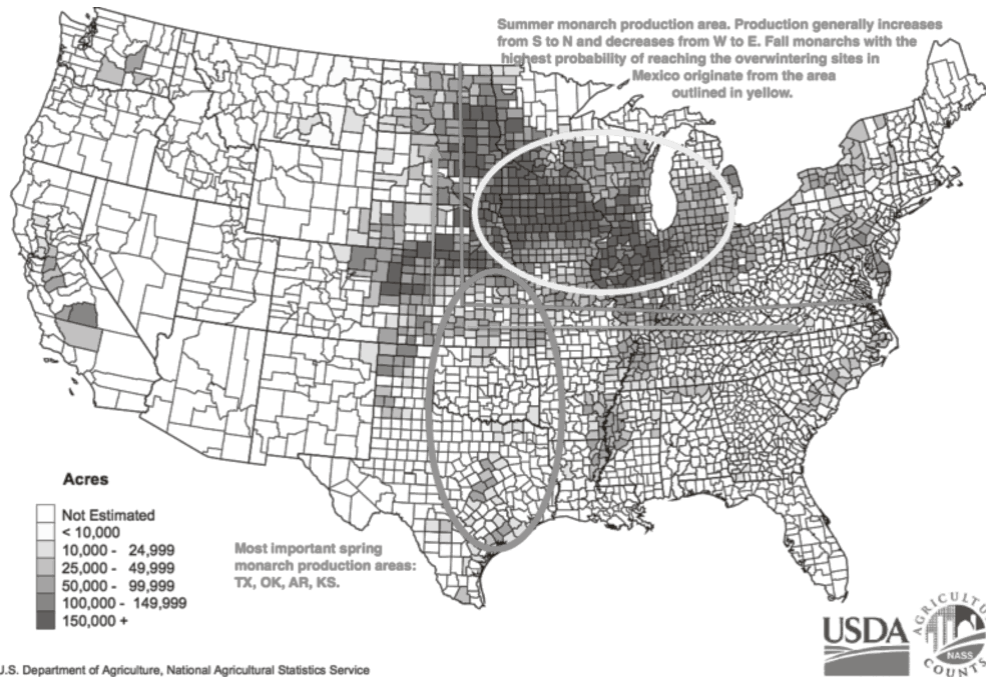 Summer monarch production area. Production generally increases
from S to N and decreases from W to E. Fall monarchs with the
highest probability of reaching the overwintering sites in
Mexico originate from the area
outlined in yellow.
Acres
Not Estimated
< 10,000
10,000 - 24,999
25,000 - 49,999
50,000 - 99,999
100,000 - 149,999
150,000 +
Most important spring
monarch production areas:
TX, OK, AR, KS.
USDA
AGRICULTU
NASS
COUNTS
U.S. Department of Agriculture, National Agricultural Statistics Service